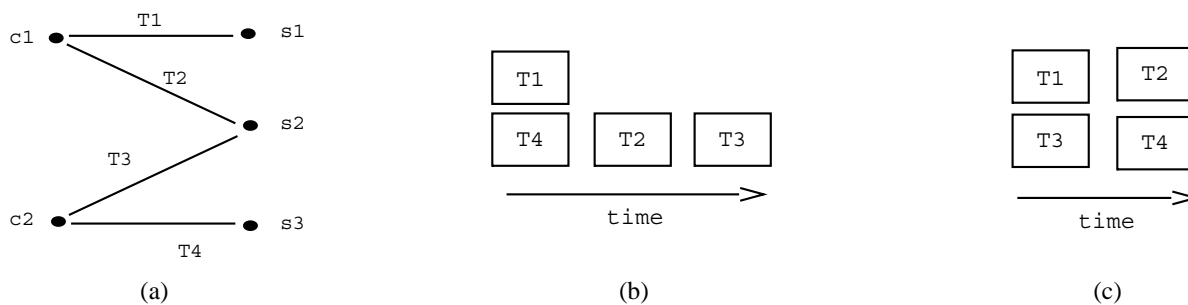 T1
c1
s1
T2
s2
T3
c2
s3
T4
(a)
T1
T4 T2 T3
time
(b)
T1 T2
T3 T4
time
(c)